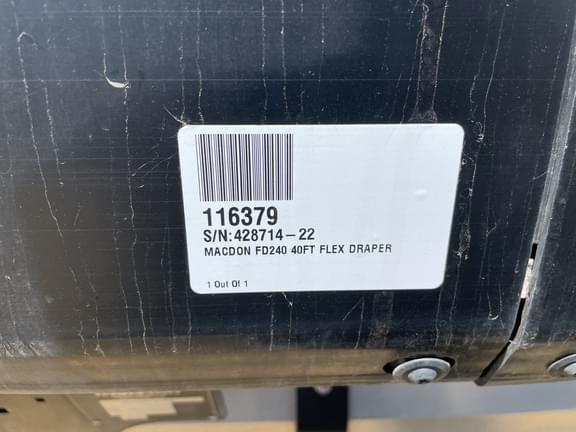 116379
S/N:428714-22
MACDON FD240 40FT FLEX DRAPER
1 Out Of 1